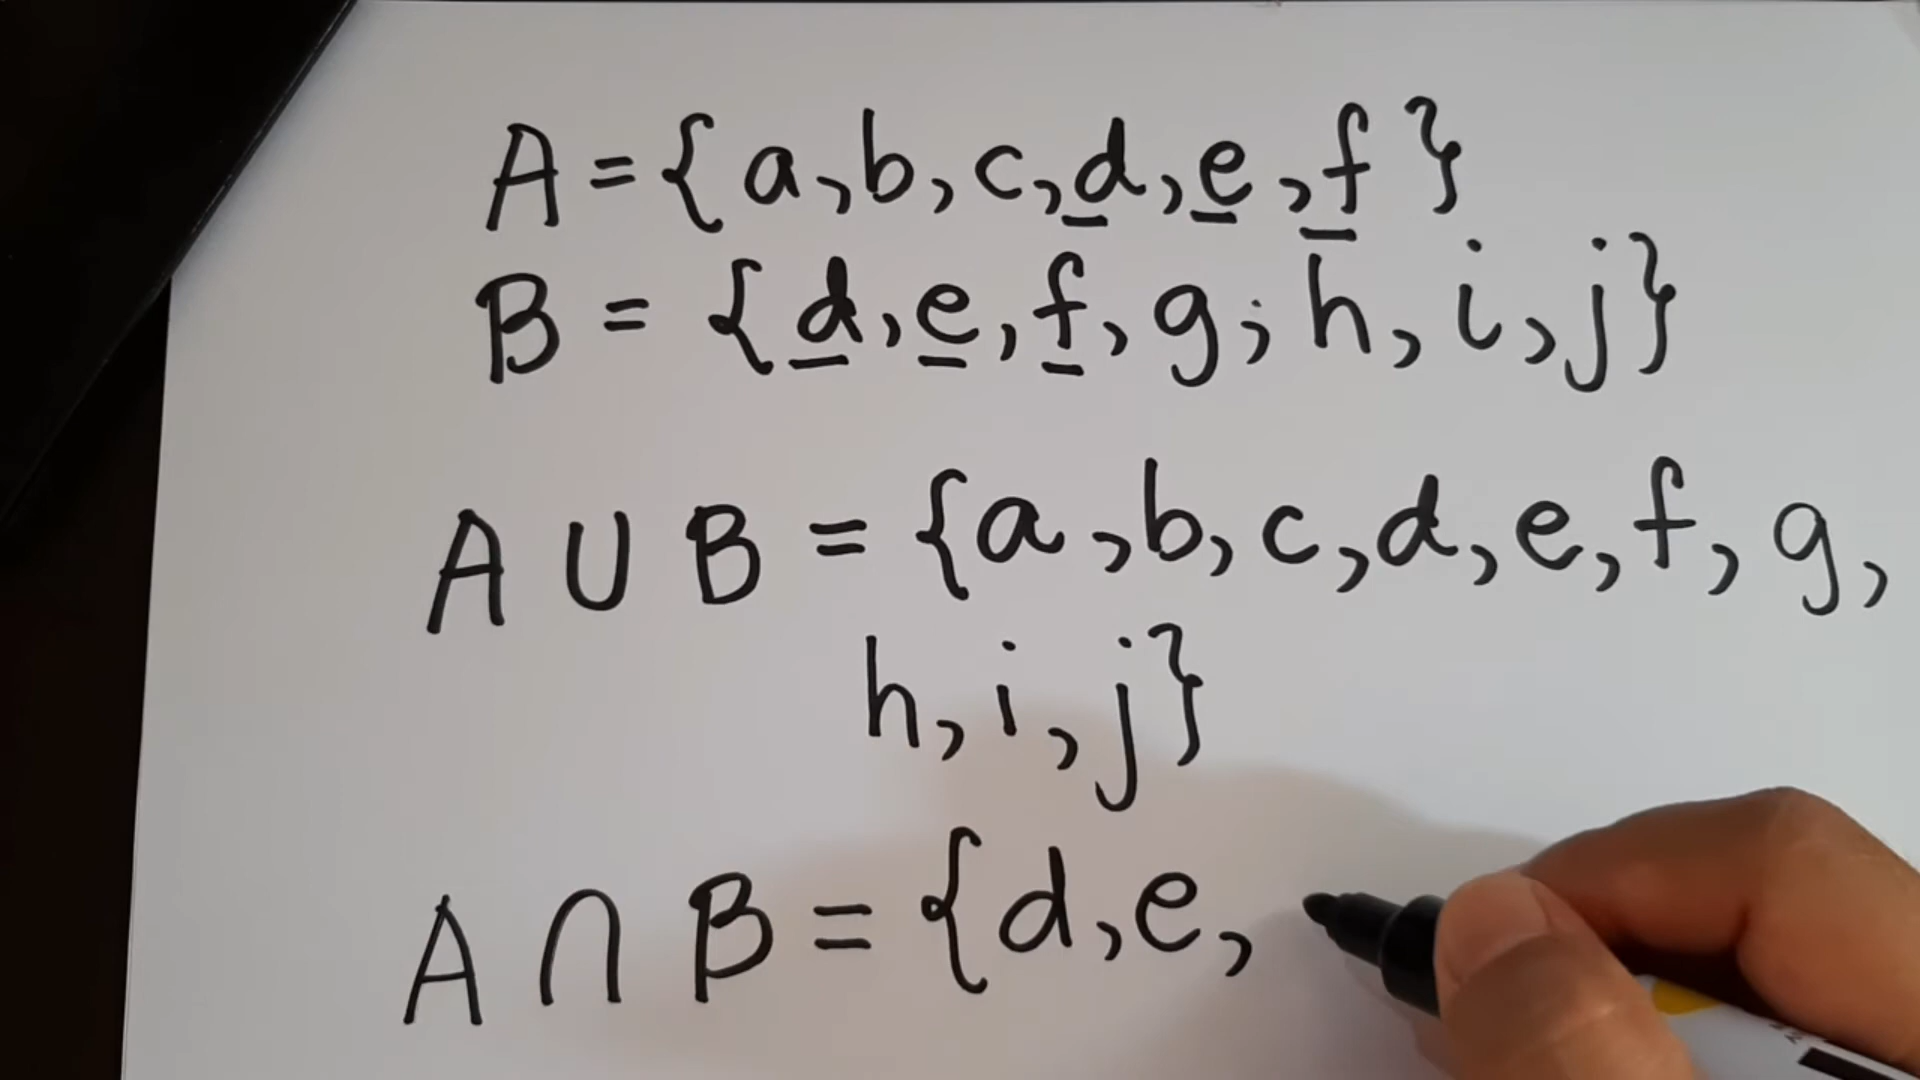 A = {a, b, c, d, e, f}
B = {d, e, f, g, h, i, j}
A ∪ B = {a, b, c, d, e, f, g,
h, i, j}
A ∩ B = {d, e,